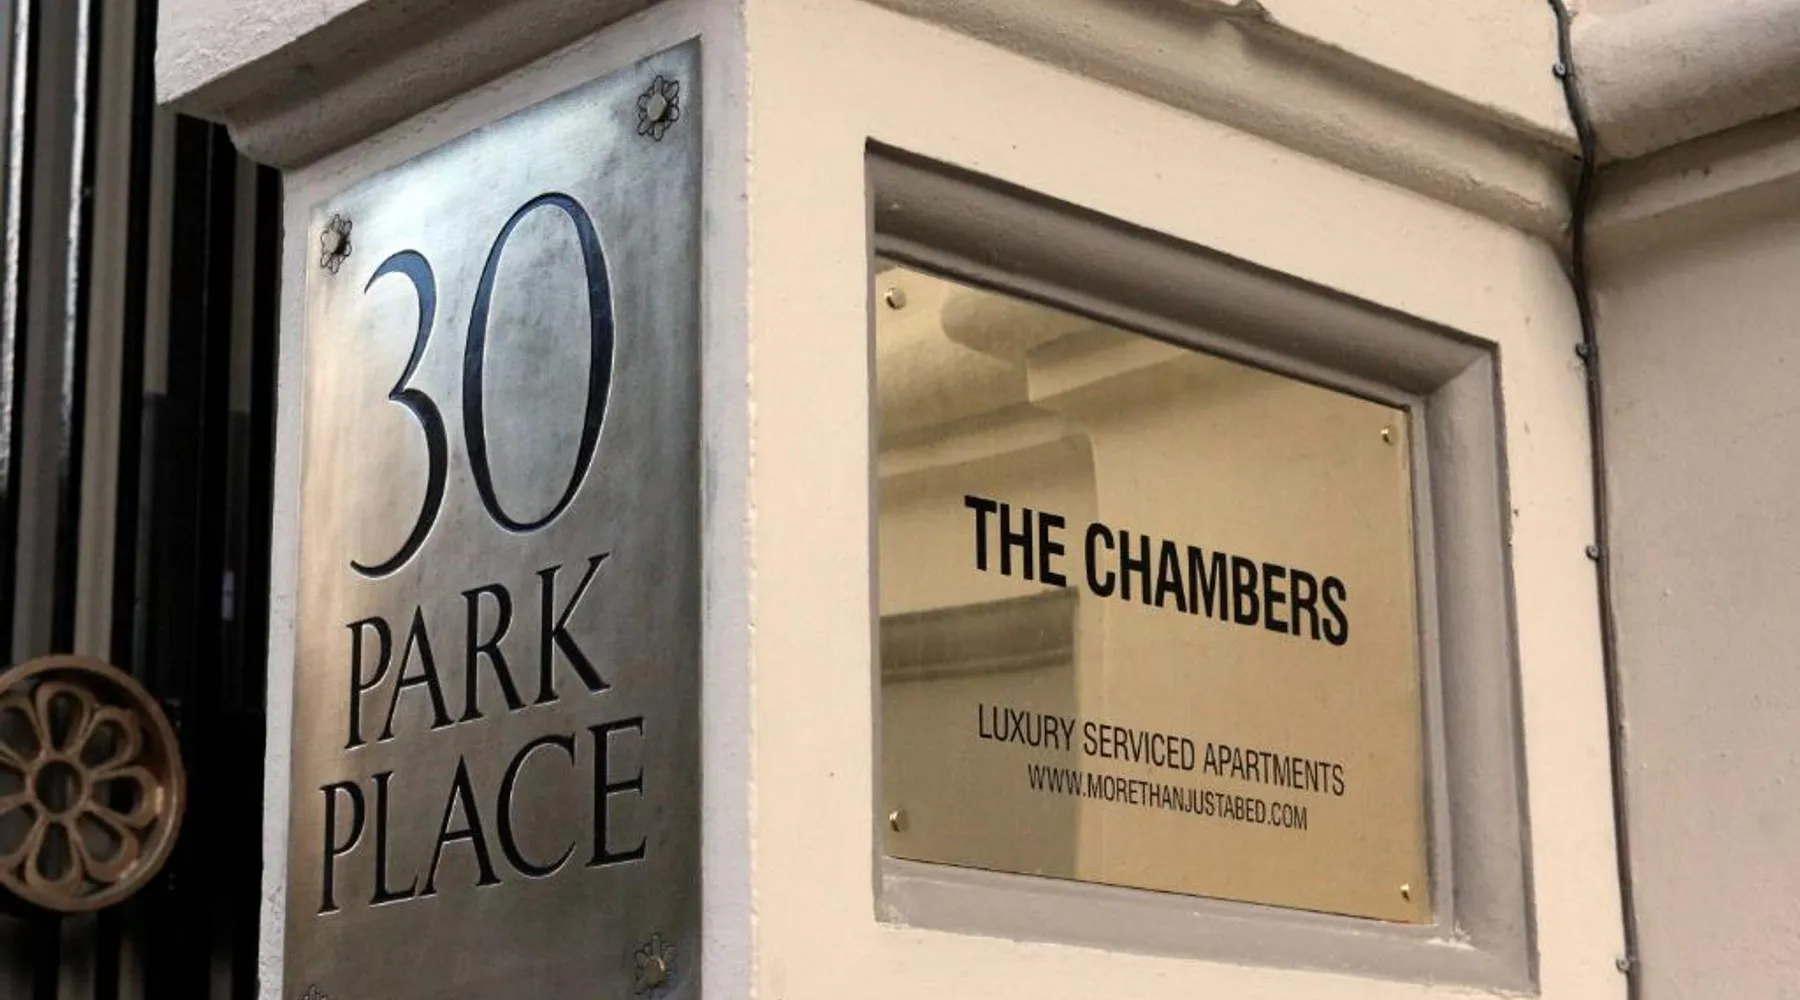 30
PARK
PLACE
THE CHAMBERS
LUXURY SERVICED APARTMENTS
WWW.MORETHANJUSTABED.COM